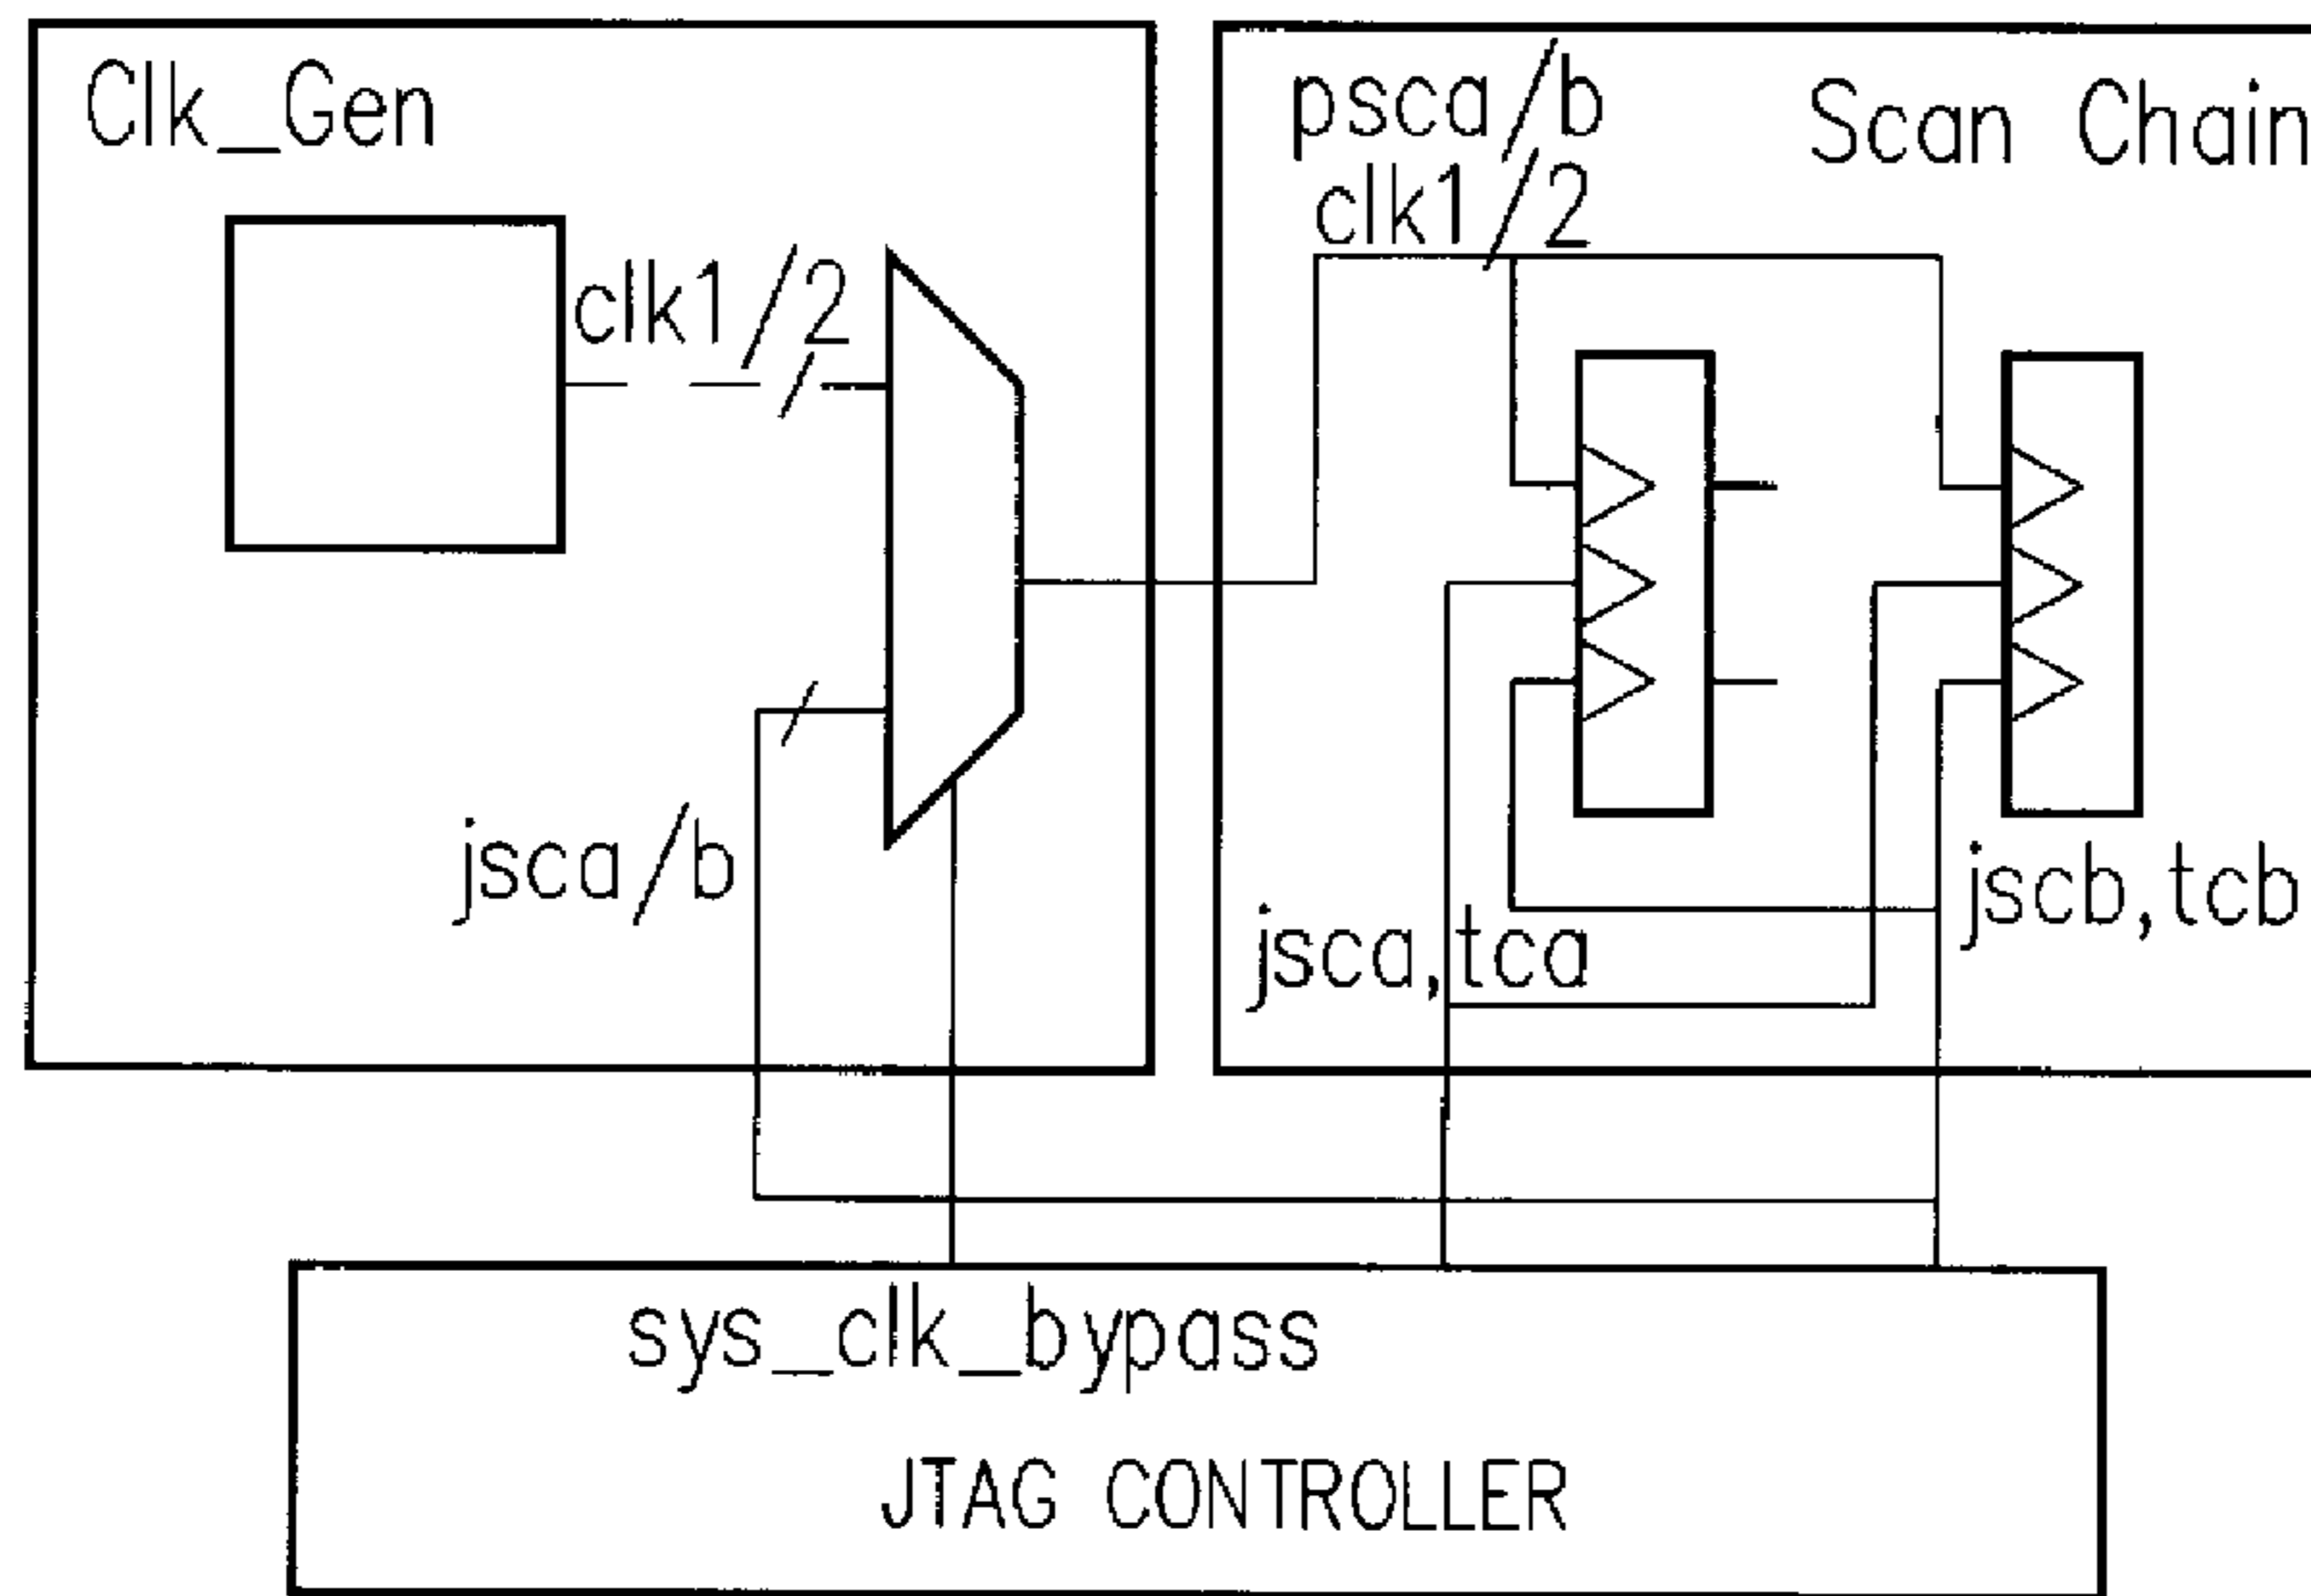 Clk_Gen
clk1/2
jsca/b
psca/b
clk1/2
Scan Chain
jsca,tca
jscb,tcb
sys_clk_bypass
JTAG CONTROLLER